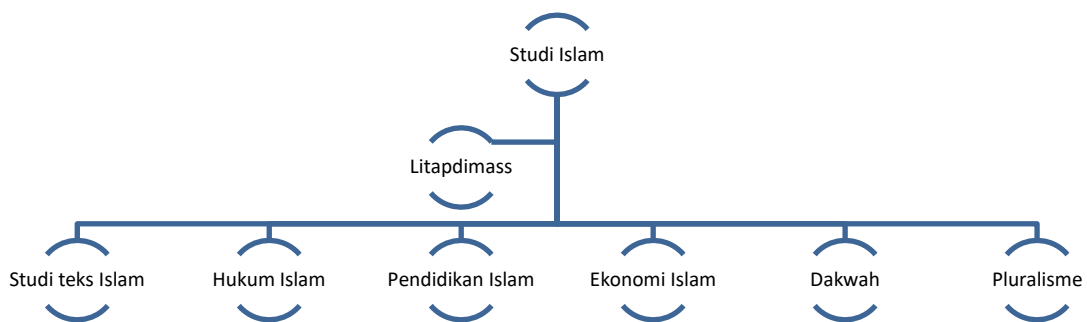 Studi Islam
Litapdimass
Studi teks Islam
Hukum Islam
Pendidikan Islam
Ekonomi Islam
Dakwah
Pluralisme